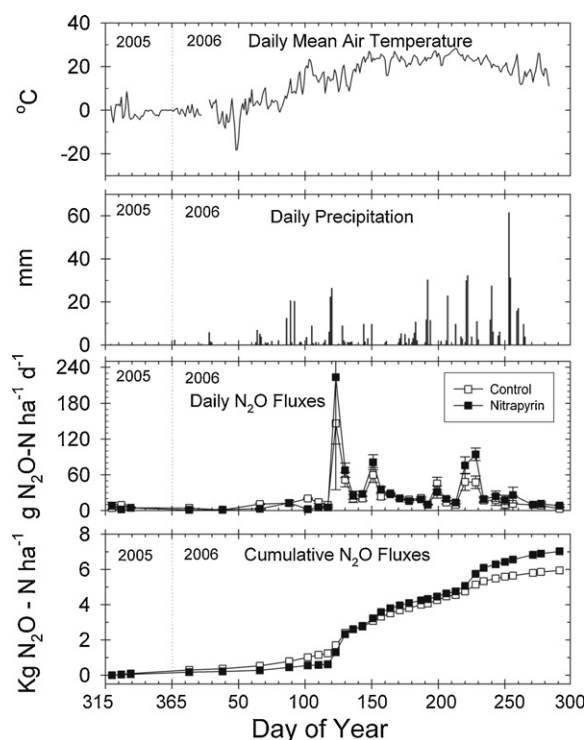 2005 2006 Daily Mean Air Temperature
40
20
0
-20
°C
2005 2006 Daily Precipitation
60
40
20
0
mm
2005 2006
Daily N₂O Fluxes
Control
Nitrapyrin
240
180
120
60
0
g N₂O-N ha⁻¹ d⁻¹
2005 2006 Cumulative N₂O Fluxes
8
6
4
2
0
Kg N₂O - N ha⁻¹
315 365 50 100 150 200 250 300
Day of Year